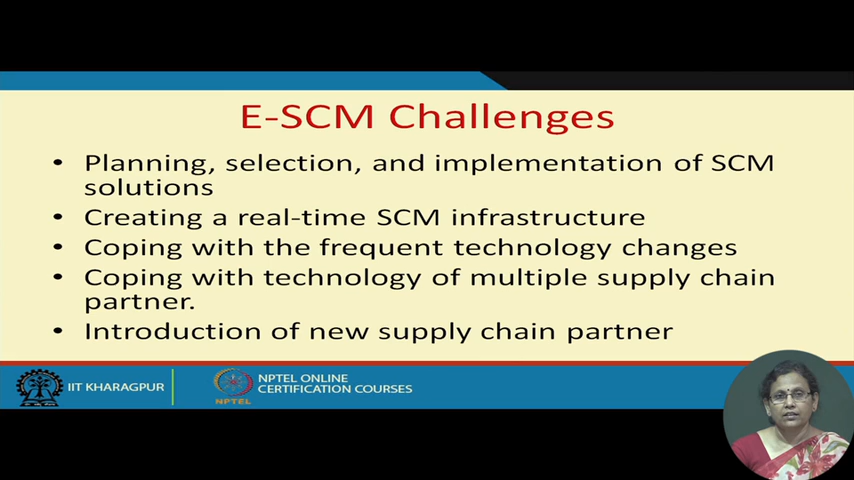 E-SCM Challenges
• Planning, selection, and implementation of SCM
solutions
• Creating a real-time SCM infrastructure
• Coping with the frequent technology changes
• Coping with technology of multiple supply chain
partner.
• Introduction of new supply chain partner
IIT KHARAGPUR
NPTEL
NPTEL ONLINE
CERTIFICATION COURSES